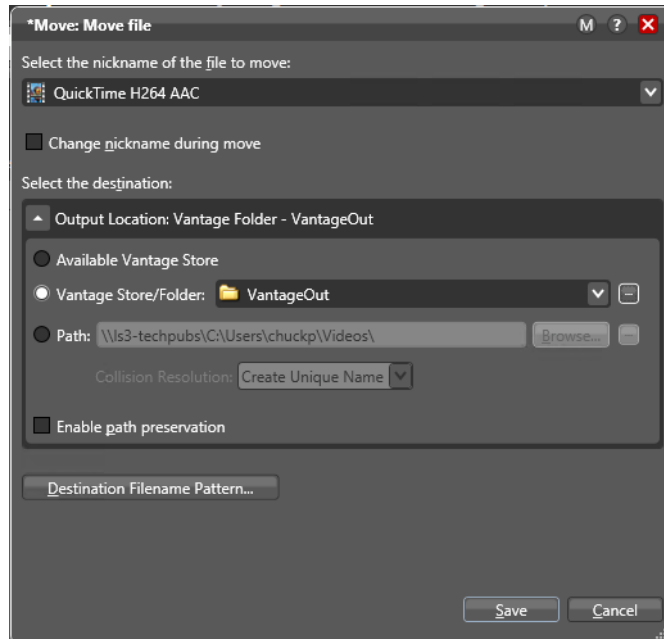 *Move: Move file M ? X
Select the nickname of the file to move:
QuickTime H264 AAC
Change nickname during move
Select the destination:
Output Location: Vantage Folder - VantageOut
Available Vantage Store
Vantage Store/Folder: VantageOut
Path: \\ls3-techpubs\C:\Users\chuckp\Videos\ Browse...
Collision Resolution: Create Unique Name
Enable path preservation
Destination Filename Pattern...
Save Cancel